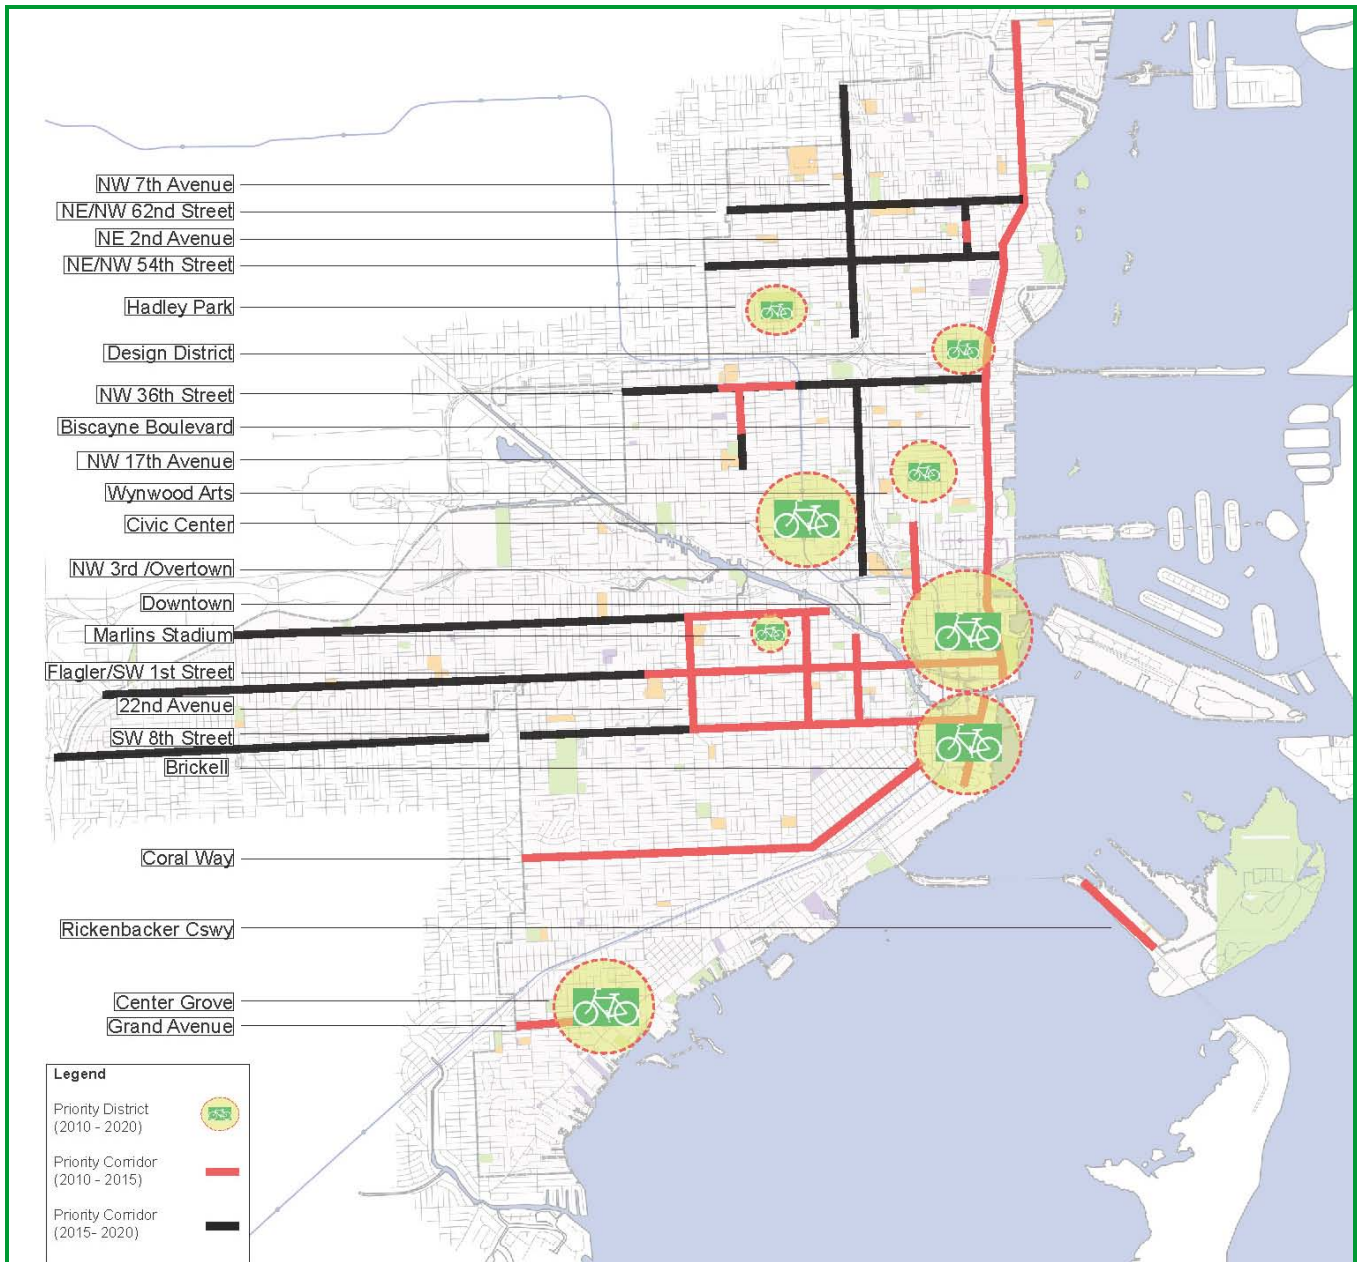 NW 7th Avenue
NE/NW 62nd Street
NE 2nd Avenue
NE/NW 54th Street
Hadley Park
Design District
NW 36th Street
Biscayne Boulevard
NW 17th Avenue
Wynwood Arts
Civic Center
NW 3rd /Overtown
Downtown
Marlins Stadium
Flagler/SW 1st Street
22nd Avenue
SW 8th Street
Brickell
Coral Way
Rickenbacker Cswy
Center Grove
Grand Avenue
Legend
Priority District
(2010 - 2020)
Priority Corridor
(2010 - 2015)
Priority Corridor
(2015- 2020)